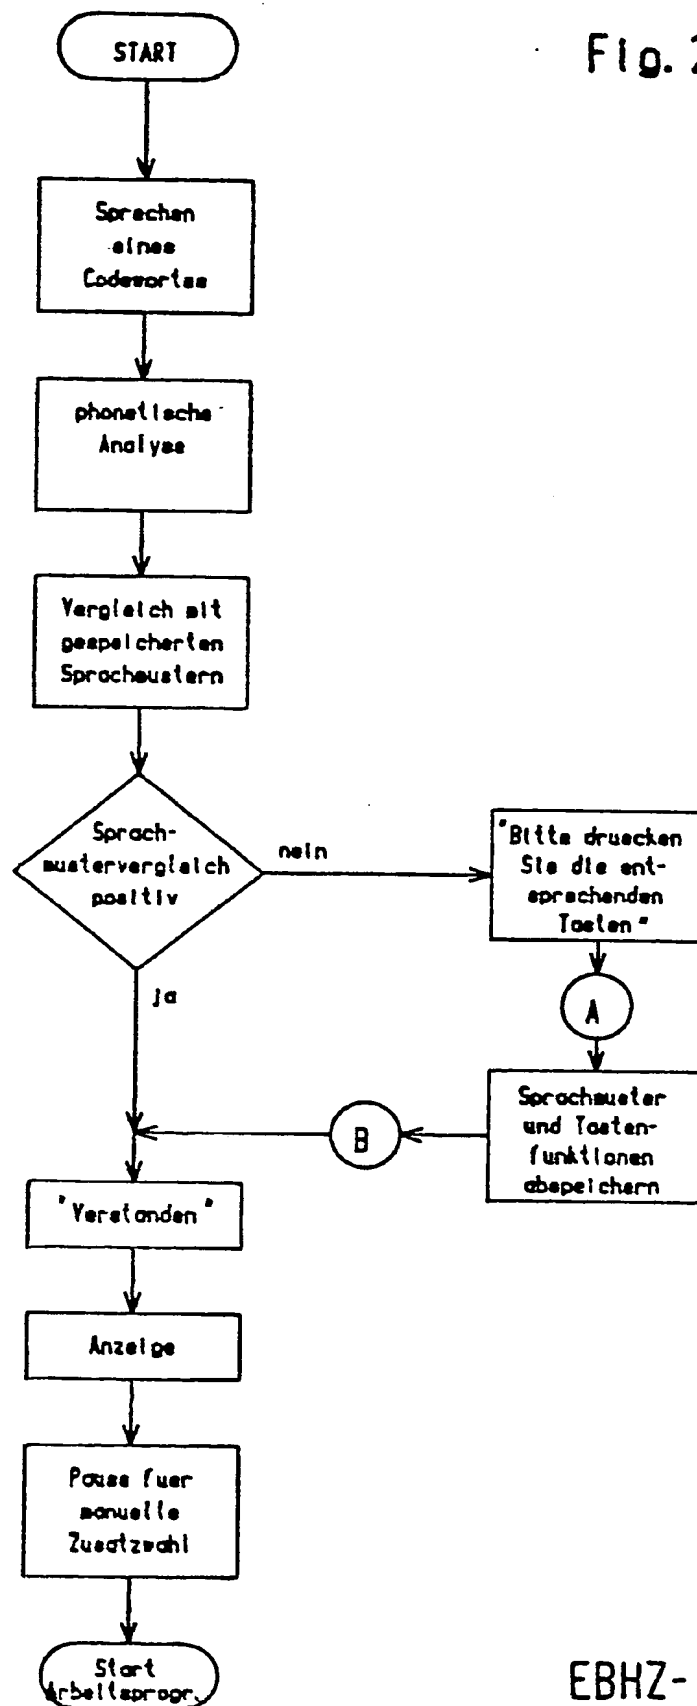 START
Fig. 2
Sprechen
eines
Codewortes
phonetische
Analyse
Vergleich mit
gespeicherten
Sprachmustern
Sprach-
mustervergleich
positiv
nein
"Bitte druecken
Sie die ent-
sprechenden
Tasten"
ja
A
Sprachmuster
und Tasten-
funktionen
abspeichern
B
"Verstanden"
Anzeige
Pause fuer
manuelle
Zusatzwahl
Start
Arbeitsprogr.
EBHZ-